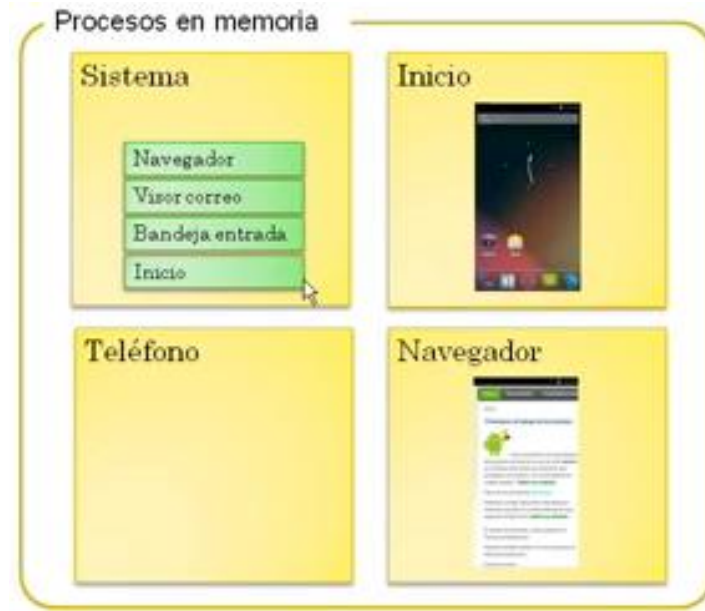 Procesos en memoria
Sistema
Navegador
Visor correo
Bandeja entrada
Inicio
Inicio
Teléfono
Navegador